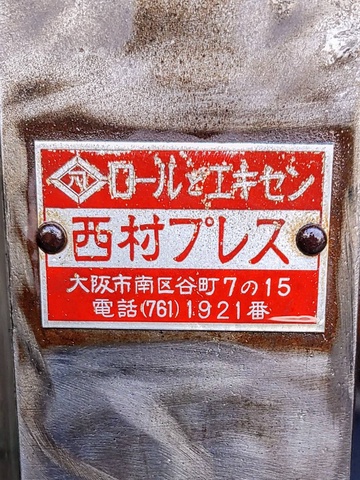 ロールとエキセン
西村プレス
大阪市南区谷町7の15
電話(761)1921番